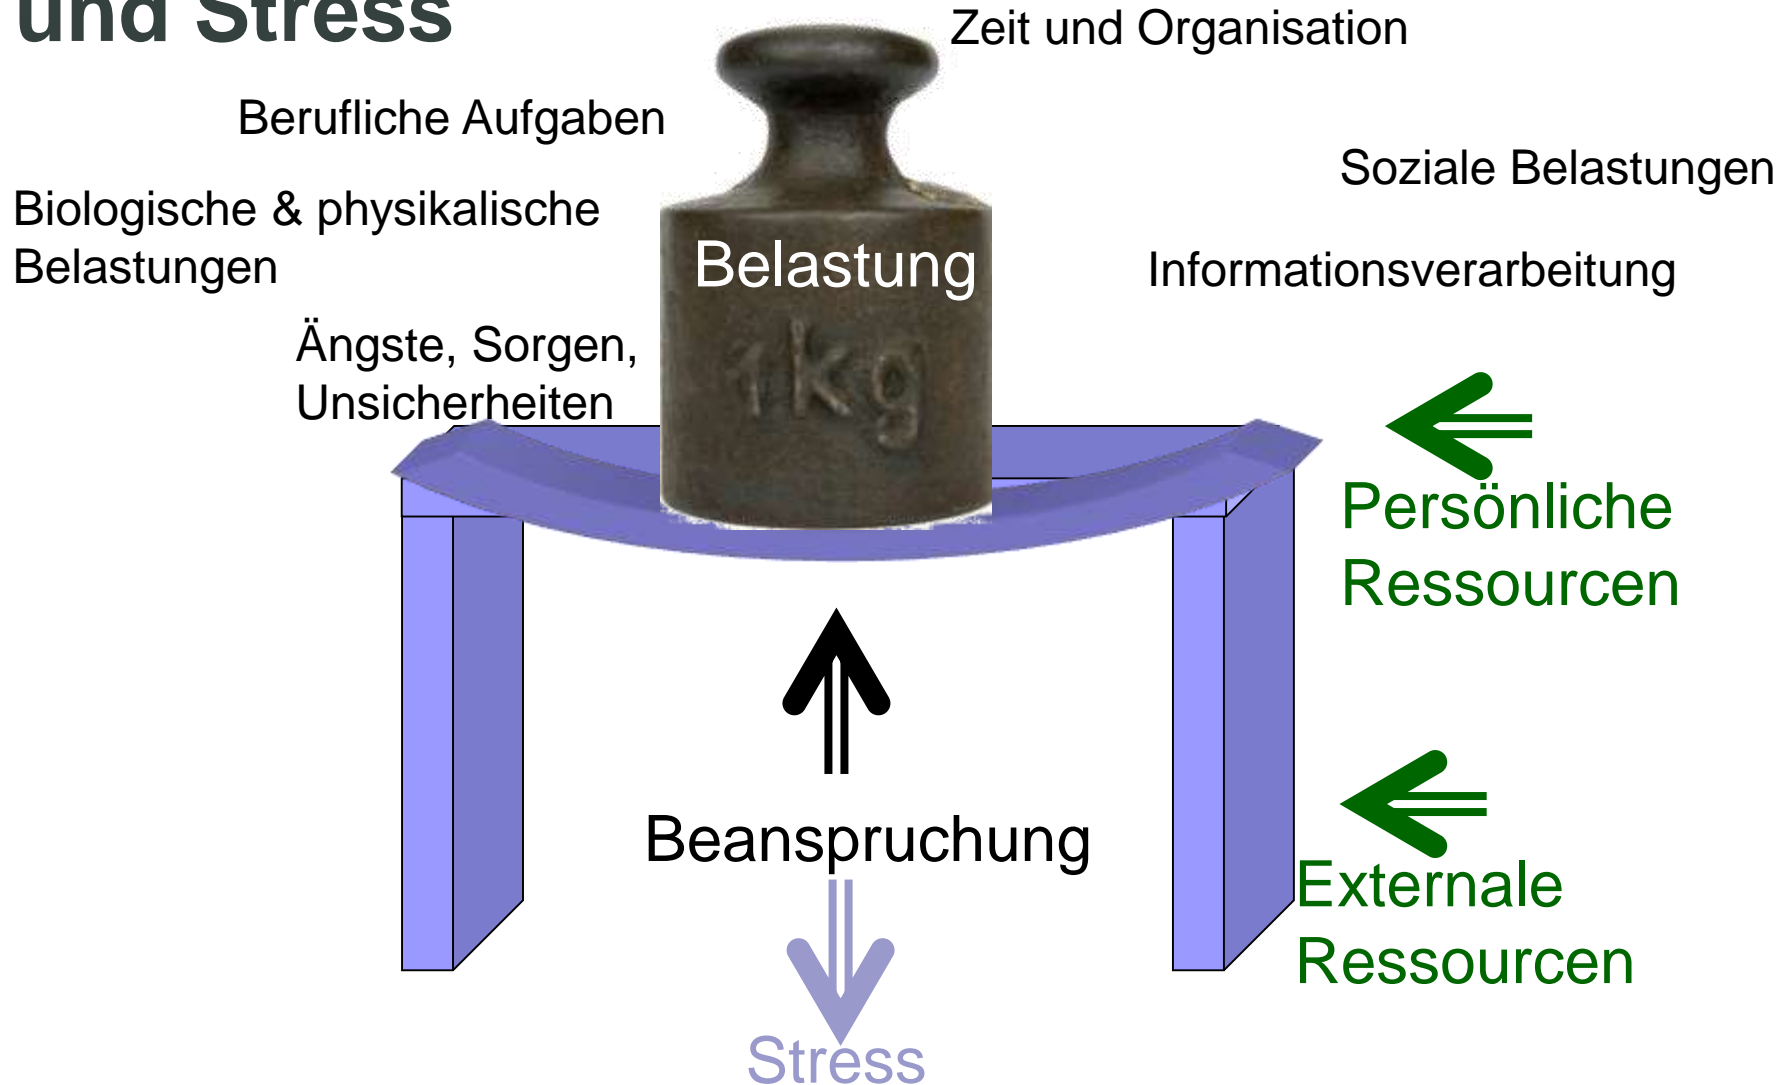 und Stress
Zeit und Organisation
Berufliche Aufgaben
Soziale Belastungen
Biologische & physikalische
Belastungen
Belastung
Informationsverarbeitung
Ängste, Sorgen,
Unsicherheiten
1kg
Persönliche
Ressourcen
Beanspruchung
Externale
Ressourcen
Stress